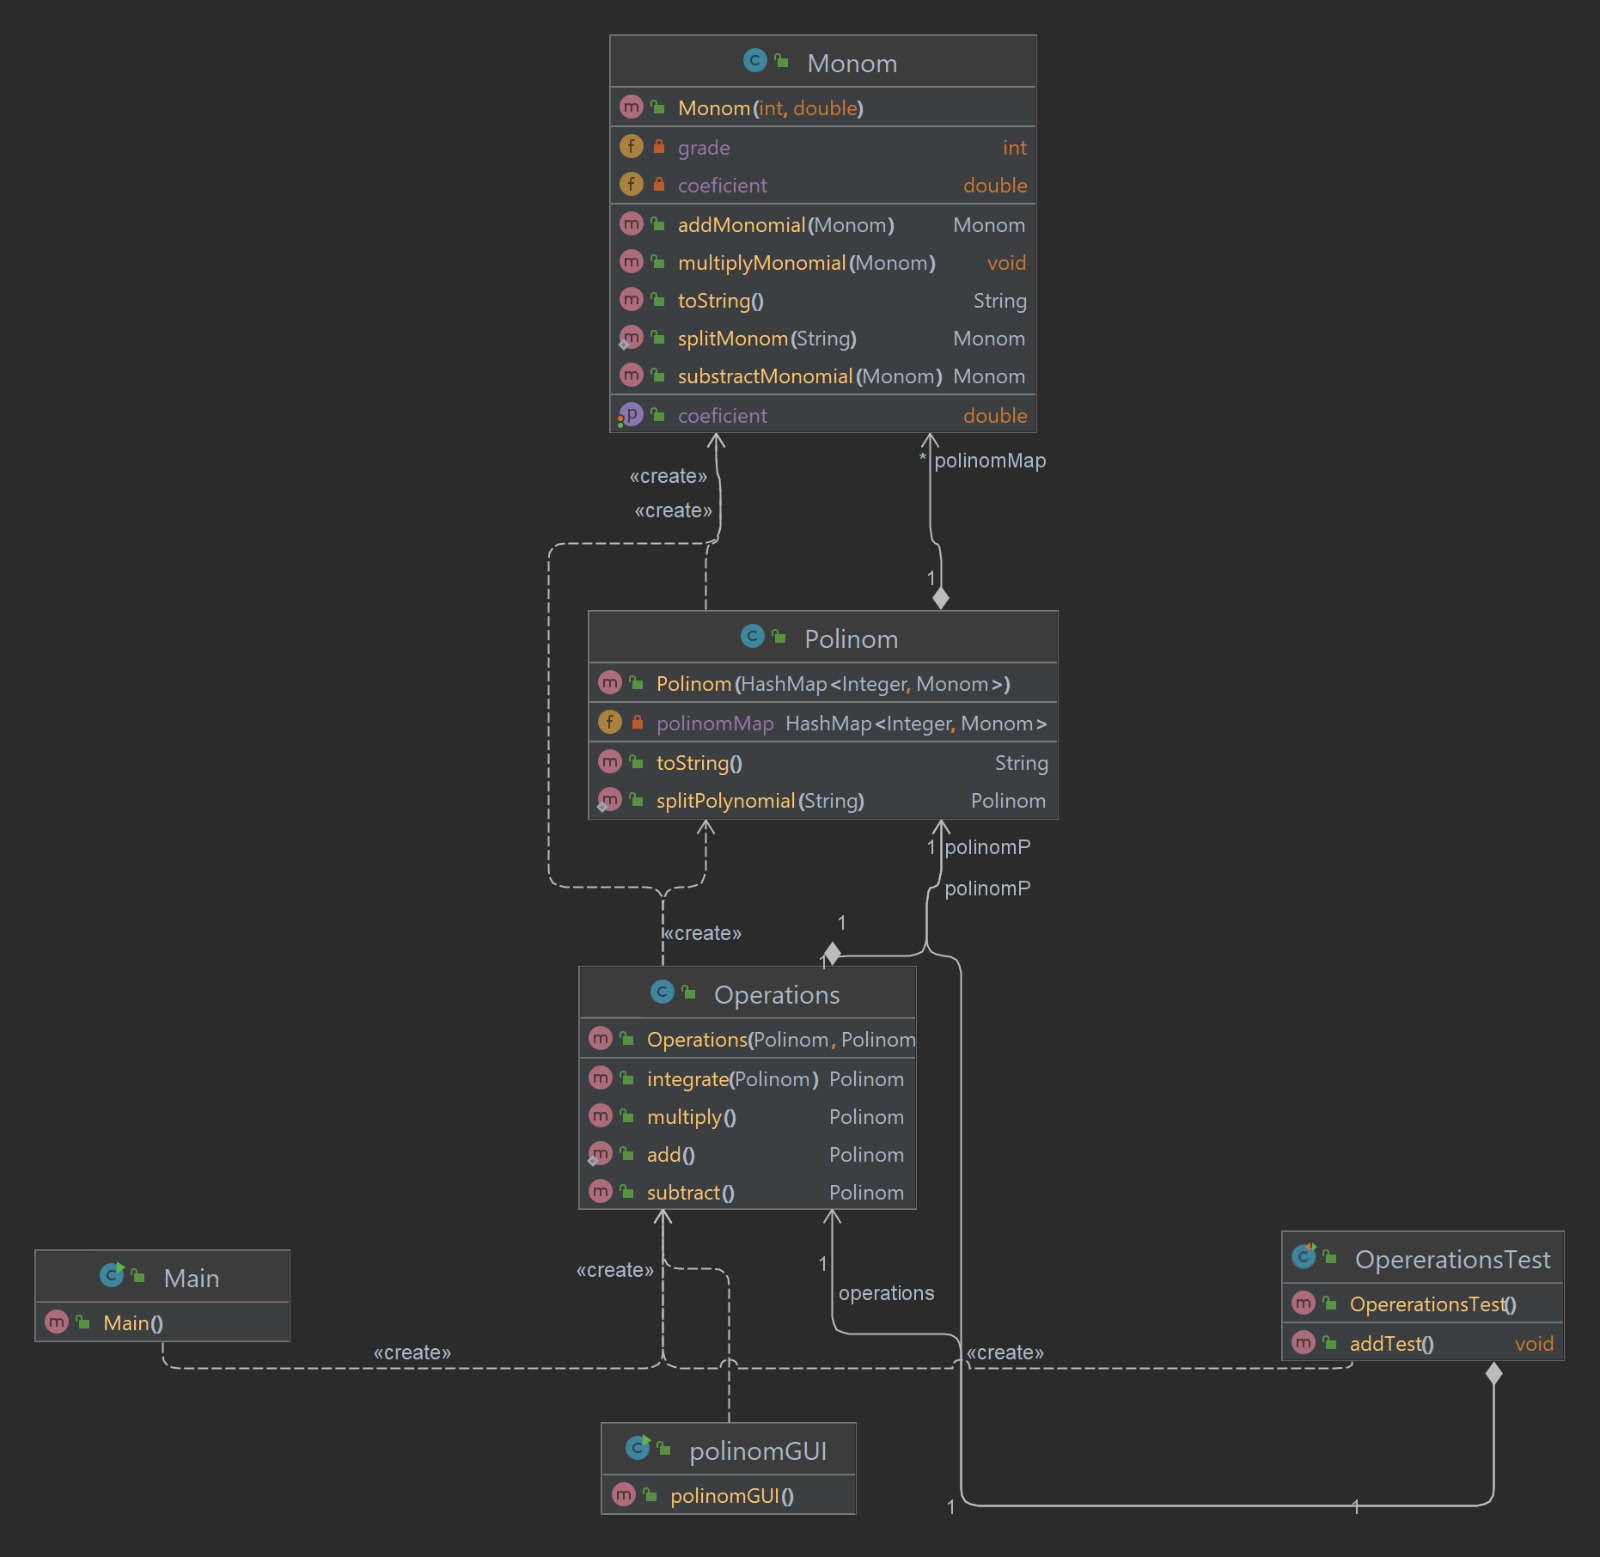 Monom
Monom(int, double)
grade int
coeficient double
addMonomial(Monom) Monom
multiplyMonomial(Monom) void
toString() String
splitMonom(String) Monom
substractMonomial(Monom) Monom
coeficient double
* polinomMap
«create»
«create»
1
Polinom
Polinom(HashMap<Integer, Monom>)
polinomMap HashMap<Integer, Monom>
toString() String
splitPolynomial(String) Polinom
1 polinomP
polinomP
1
«create»
1
Operations
Operations(Polinom, Polinom
integrate(Polinom) Polinom
multiply() Polinom
add() Polinom
subtract() Polinom
«create»
1
operations
Main
Main()
OpererationsTest
OpererationsTest()
addTest() void
«create»
«create»
polinomGUI
polinomGUI()
1
1